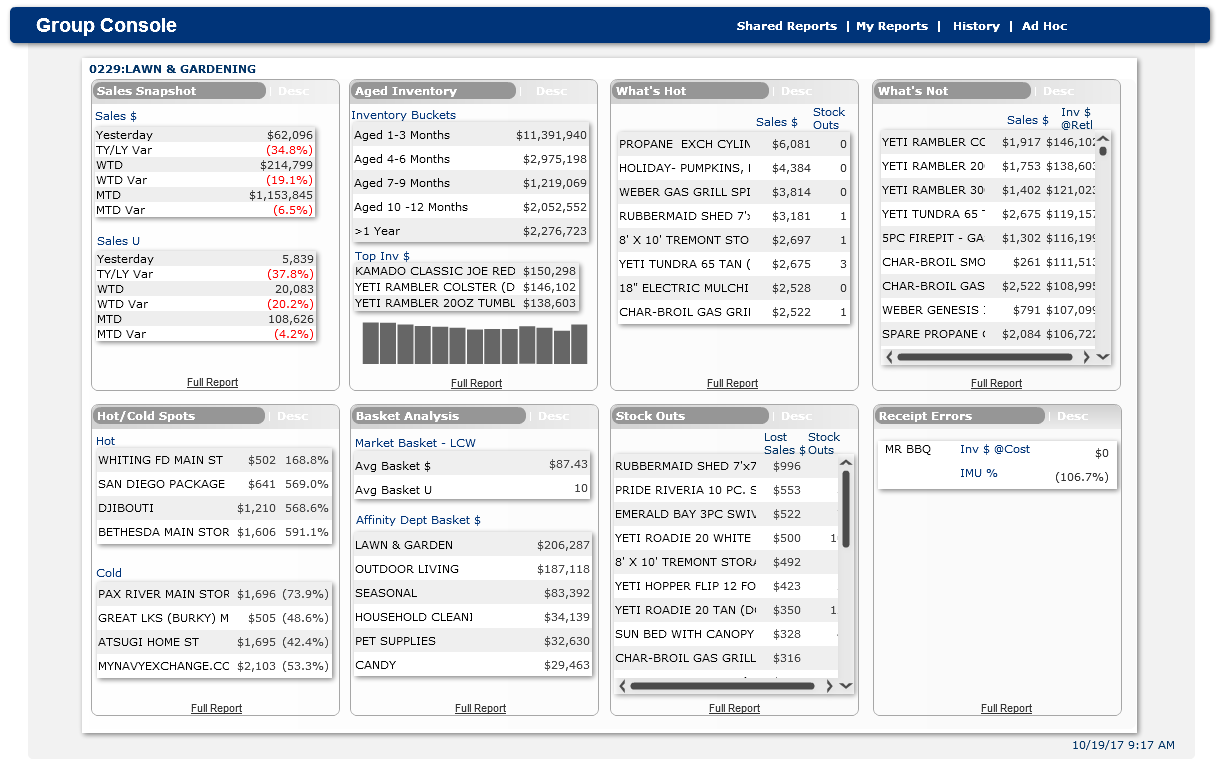 Group Console
Shared Reports | My Reports | History | Ad Hoc
0229:LAWN & GARDENING
Sales Snapshot | Desc
Sales $
Yesterday $62,096
TY/LY Var (34.8%)
WTD $214,799
WTD Var (19.1%)
MTD $1,153,845
MTD Var (6.5%)
Sales U
Yesterday 5,839
TY/LY Var (37.8%)
WTD 20,083
WTD Var (20.2%)
MTD 108,626
MTD Var (4.2%)
Full Report
Aged Inventory | Desc
Inventory Buckets
Aged 1-3 Months $11,391,940
Aged 4-6 Months $2,975,198
Aged 7-9 Months $1,219,069
Aged 10 -12 Months $2,052,552
>1 Year $2,276,723
Top Inv $
KAMADO CLASSIC JOE RED $150,298
YETI RAMBLER COLSTER (D $146,102
YETI RAMBLER 20OZ TUMBL $138,603
Full Report
What's Hot | Desc
Sales $ Stock Outs
PROPANE EXCH CYLIN $6,081 0
HOLIDAY- PUMPKINS, $4,384 0
WEBER GAS GRILL SPI $3,814 0
RUBBERMAID SHED 7'x $3,181 1
8' X 10' TREMONT STO $2,697 1
YETI TUNDRA 65 TAN ( $2,675 3
18" ELECTRIC MULCHI $2,528 0
CHAR-BROIL GAS GRI $2,522 1
Full Report
What's Not | Desc
Sales $ Inv $ @Retl
YETI RAMBLER CO $1,917 $146,102
YETI RAMBLER 20 $1,753 $138,603
YETI RAMBLER 30 $1,402 $121,023
YETI TUNDRA 65 $2,675 $119,157
5PC FIREPIT - GA $1,302 $116,199
CHAR-BROIL SMO $261 $111,513
CHAR-BROIL GAS $2,522 $108,995
WEBER GENESIS $791 $107,099
SPARE PROPANE $2,084 $106,722
Full Report
Hot/Cold Spots | Desc
Hot
WHITING FD MAIN ST $502 168.8%
SAN DIEGO PACKAGE $641 569.0%
DJIBOUTI $1,210 568.6%
BETHESDA MAIN STOR $1,606 591.1%
Cold
PAX RIVER MAIN STOR $1,696 (73.9%)
GREAT LKS (BURKY) M $505 (48.6%)
ATSUGI HOME ST $1,695 (42.4%)
MYNAVYEXCHANGE.CC $2,103 (53.3%)
Full Report
Basket Analysis | Desc
Market Basket - LCW
Avg Basket $ $87.43
Avg Basket U 10
Affinity Dept Basket $
LAWN & GARDEN $206,287
OUTDOOR LIVING $187,118
SEASONAL $83,392
HOUSEHOLD CLEANI $34,139
PET SUPPLIES $32,630
CANDY $29,463
Full Report
Stock Outs | Desc
Lost Sales $ Stock Outs
RUBBERMAID SHED 7'x7 $996
PRIDE RIVERIA 10 PC. S $553
EMERALD BAY 3PC SWIV $522
YETI ROADIE 20 WHITE $500 1
8' X 10' TREMONT STOR $492
YETI HOPPER FLIP 12 FO $423
YETI ROADIE 20 TAN (D $350 1
SUN BED WITH CANOPY $328
CHAR-BROIL GAS GRILL $316
Full Report
Receipt Errors | Desc
MR BBQ Inv $ @Cost $0
IMU % (106.7%)
Full Report
10/19/17 9:17 AM